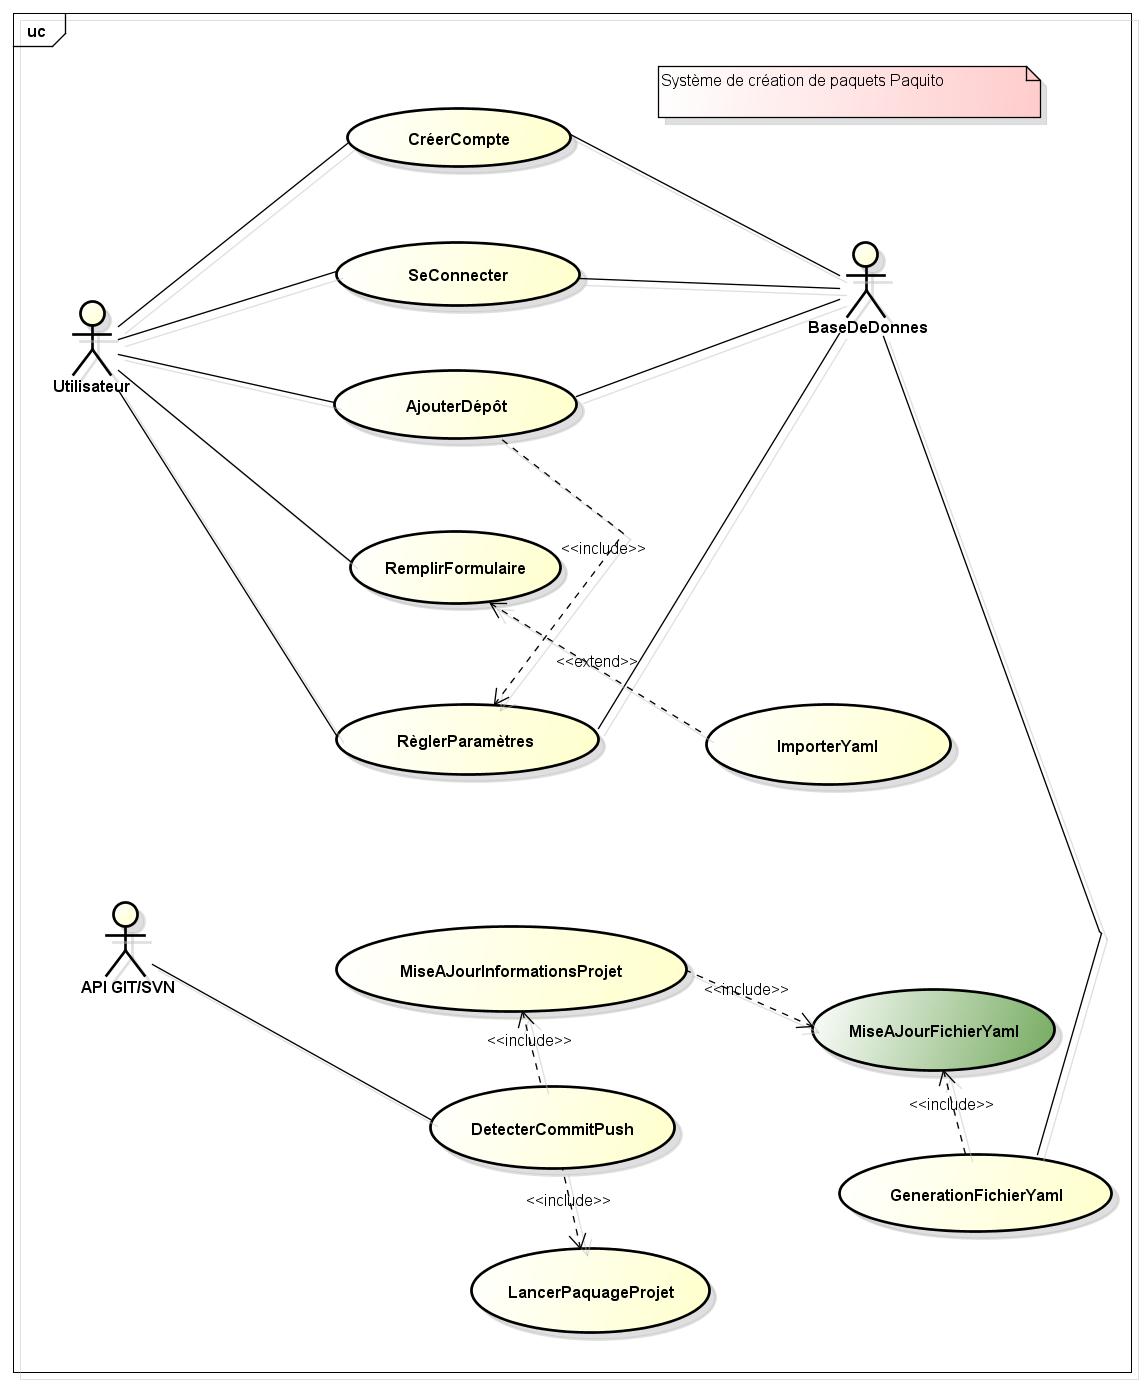 uc
Système de création de paquets Paquito
CréerCompte
SeConnecter
BaseDeDonnes
Utilisateur
AjouterDépôt
<<include>>
RemplirFormulaire
<<extend>>
RèglerParamètres
ImporterYaml
API GIT/SVN
MiseAJourInformationsProjet
<<include>>
MiseAJourFichierYaml
<<include>>
<<include>>
DetecterCommitPush
GenerationFichierYaml
<<include>>
LancerPaquageProjet